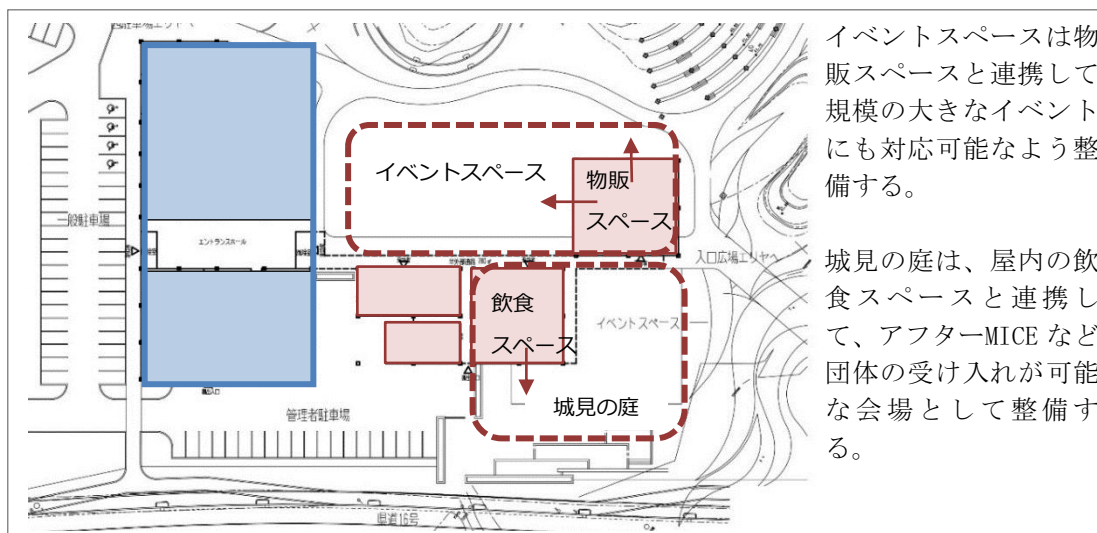 イベントスペース
物販
スペース
一般駐車場
エントランスホール
入口広場エリヤへ
飲食
スペース
イベントスペース
城見の庭
管理者駐車場
県道16号
イベントスペースは物
販スペースと連携して
規模の大きなイベント
にも対応可能なよう整
備する。
城見の庭は、屋内の飲
食スペースと連携し
て、アフターMICE など
団体の受け入れが可能
な会場として整備す
る。